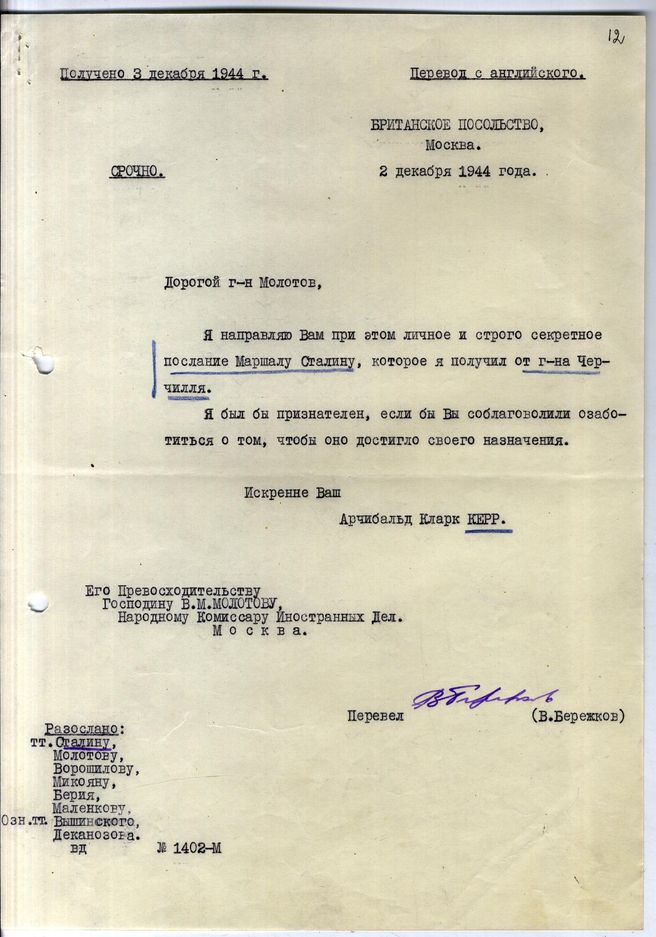 12
Получено 3 декабря 1944 г.
Перевод с английского.
БРИТАНСКОЕ ПОСОЛЬСТВО,
Москва.
СРОЧНО.
2 декабря 1944 года.
Дорогой г-н Молотов,
Я направляю Вам при этом личное и строго секретное
послание Маршалу Сталину, которое я получил от г-на Чер-
чилля.
Я был бы признателен, если бы Вы соблаговолили озабо-
титься о том, чтобы оно достигло своего назначения.
Искренне Ваш
Арчибальд Кларк КЕРР.
Его Превосходительству
Господину В.М.МОЛОТОВУ,
Народному Комиссару Иностранных Дел.
М о с к в а.
Перевел
(В.Бережков)
Разослано:
тт.Сталину,
Молотову,
Ворошилову,
Микояну,
Берия,
Маленкову,
Озн.тт. Вышинского,
Деканозова.
вд
№ 1402-М